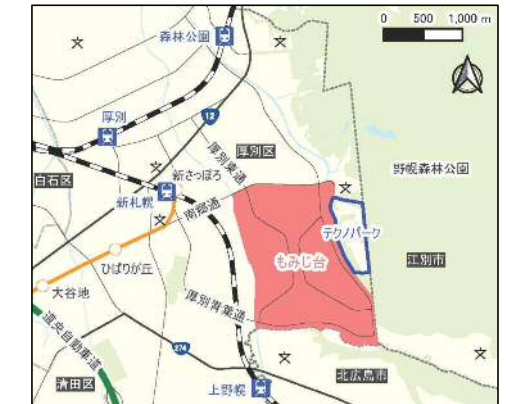 0 500 1,000 m
森林公園
12
厚別
厚別区
厚別東通
野幌森林公園
白石区
新さっぽろ
新札幌
南郷通
テクノパーク
もみじ台
江別市
ひばりが丘
大谷地
厚別青葉通
道央自動車道
274
清田区
北広島市
上野幌